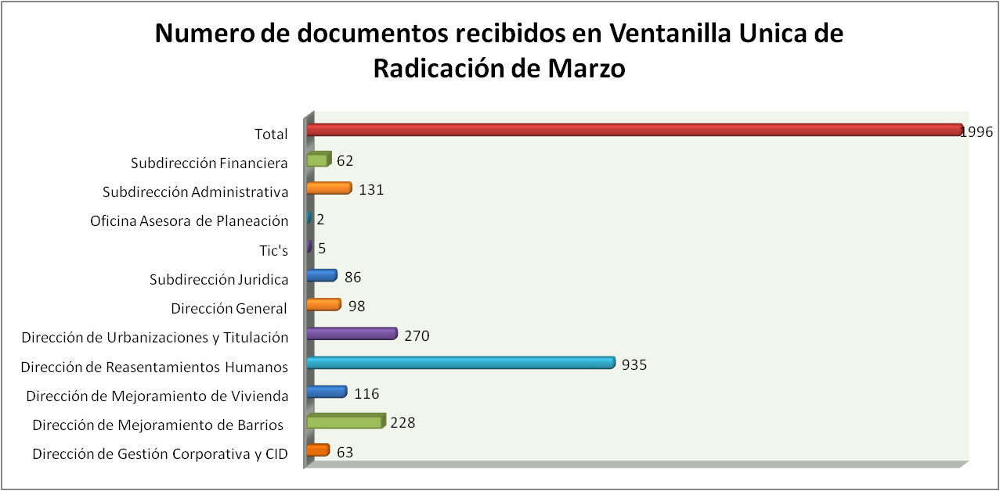 Numero de documentos recibidos en Ventanilla Unica de
Radicación de Marzo
Total 1996
Subdirección Financiera 62
Subdirección Administrativa 131
Oficina Asesora de Planeación 2
Tic's 5
Subdirección Juridica 86
Dirección General 98
Dirección de Urbanizaciones y Titulación 270
Dirección de Reasentamientos Humanos 935
Dirección de Mejoramiento de Vivienda 116
Dirección de Mejoramiento de Barrios 228
Dirección de Gestión Corporativa y CID 63